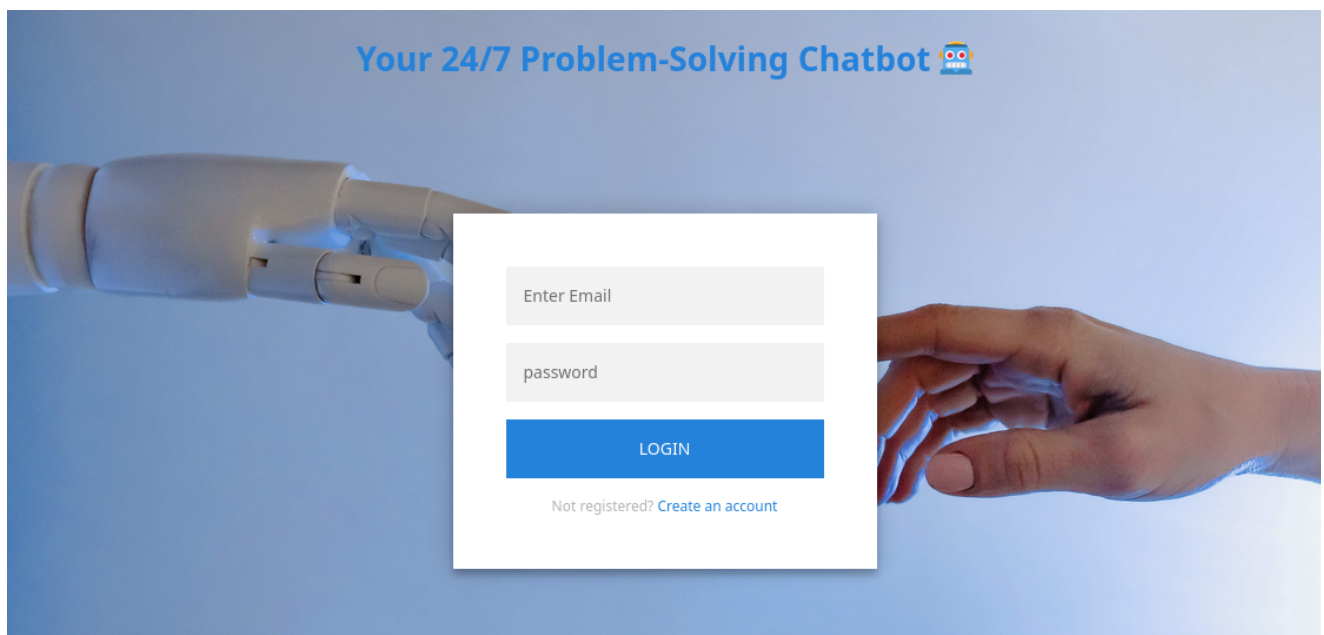 Your 24/7 Problem-Solving Chatbot 🤖
Enter Email
password
LOGIN
Not registered? Create an account